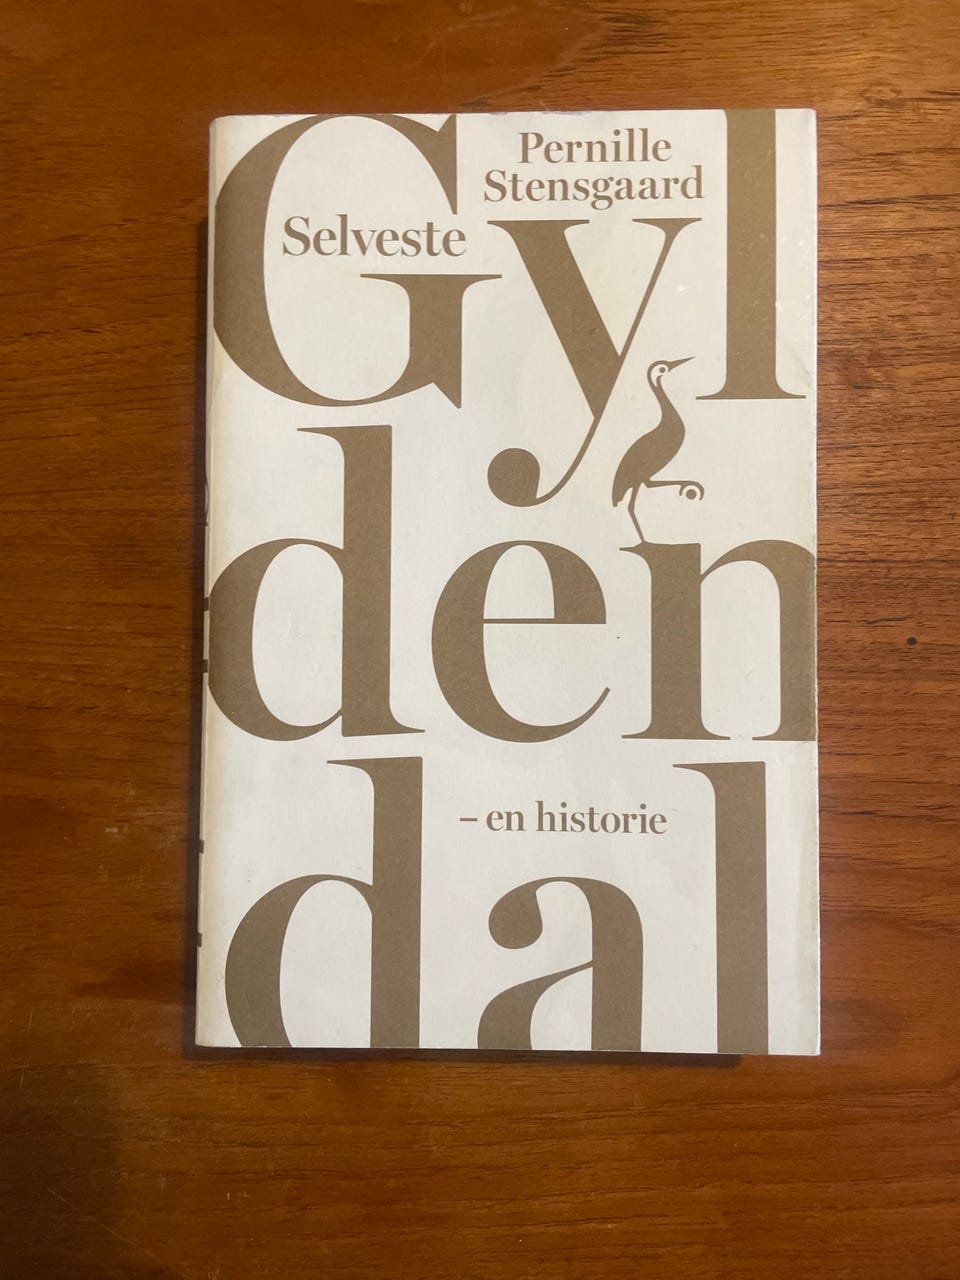 Pernille
Stensgaard
Selveste
Gyl
den
– en historie
dal